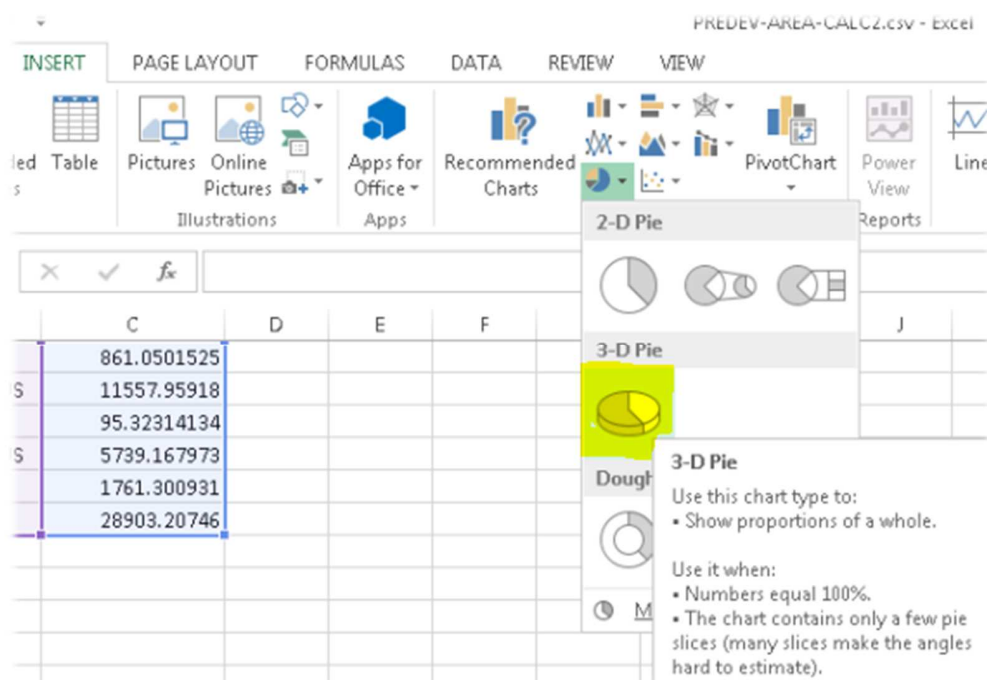 PREDEV-AREA-CALC2.csv - Excel
INSERT PAGE LAYOUT FORMULAS DATA REVIEW VIEW
Table Pictures Online Pictures Apps for Office Recommended Charts PivotChart Power View Line
Illustrations Apps Reports
fx
C D E F J
861.0501525
S 11557.95918
95.32314134
S 5739.167973
1761.300931
28903.20746
2-D Pie
3-D Pie
Dough
M
3-D Pie
Use this chart type to:
▪ Show proportions of a whole.
Use it when:
▪ Numbers equal 100%.
▪ The chart contains only a few pie
slices (many slices make the angles
hard to estimate).